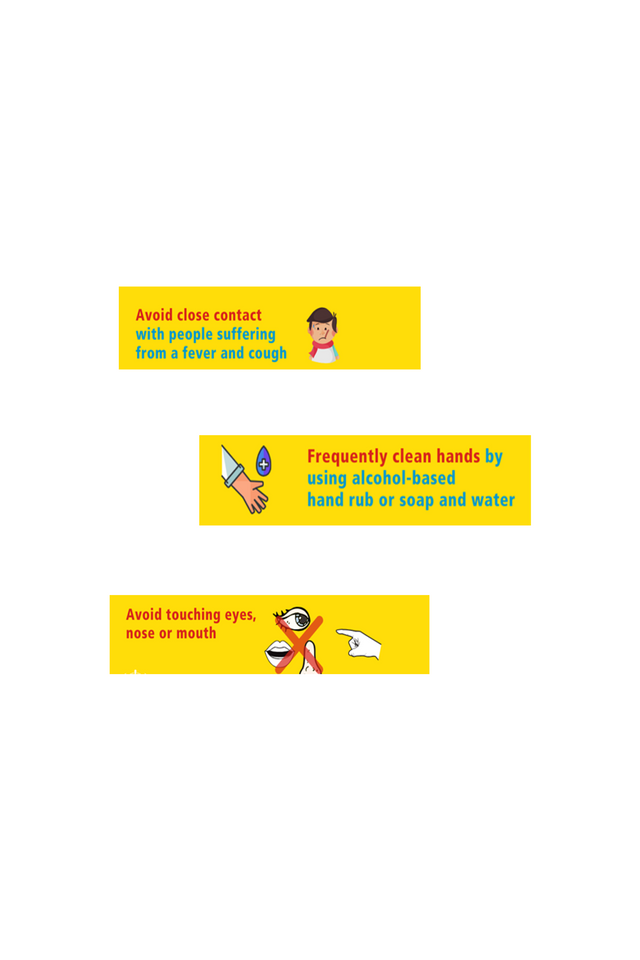 Avoid close contact
with people suffering
from a fever and cough
Frequently clean hands by
using alcohol-based
hand rub or soap and water
Avoid touching eyes,
nose or mouth